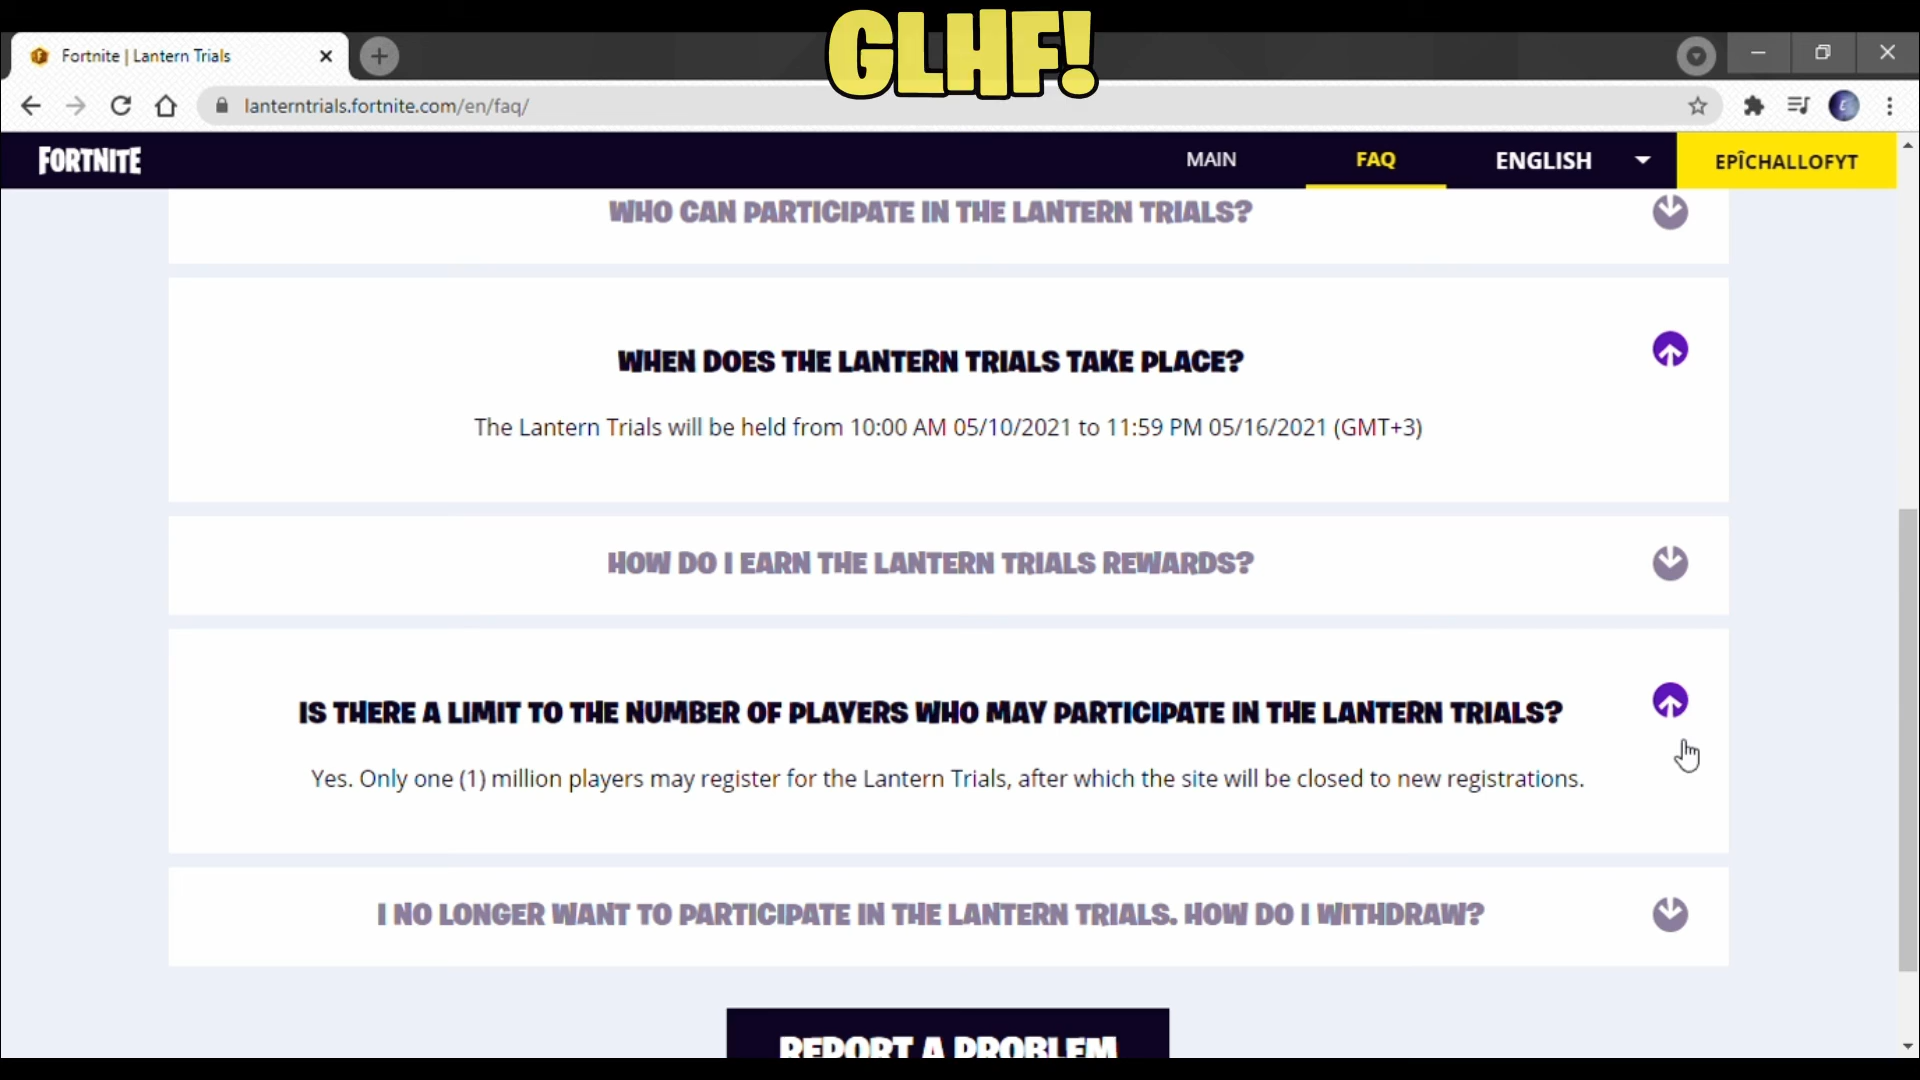 GLHF!
Fortnite | Lantern Trials
lanterntrials.fortnite.com/en/faq/
FORTNITE
MAIN
FAQ
ENGLISH
EPÎCHALLOFYT
WHO CAN PARTICIPATE IN THE LANTERN TRIALS?
WHEN DOES THE LANTERN TRIALS TAKE PLACE?
The Lantern Trials will be held from 10:00 AM 05/10/2021 to 11:59 PM 05/16/2021 (GMT+3)
HOW DO I EARN THE LANTERN TRIALS REWARDS?
IS THERE A LIMIT TO THE NUMBER OF PLAYERS WHO MAY PARTICIPATE IN THE LANTERN TRIALS?
Yes. Only one (1) million players may register for the Lantern Trials, after which the site will be closed to new registrations.
I NO LONGER WANT TO PARTICIPATE IN THE LANTERN TRIALS. HOW DO I WITHDRAW?
REPORT A PROBLEM